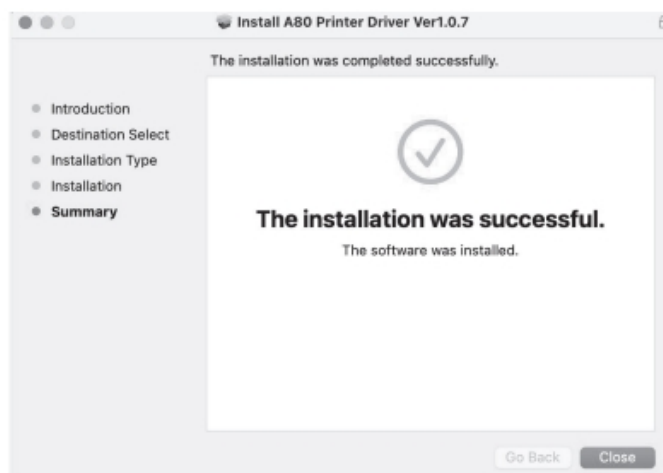 Install A80 Printer Driver Ver1.0.7
The installation was completed successfully.
Introduction
Destination Select
Installation Type
Installation
Summary
The installation was successful.
The software was installed.
Go Back
Close